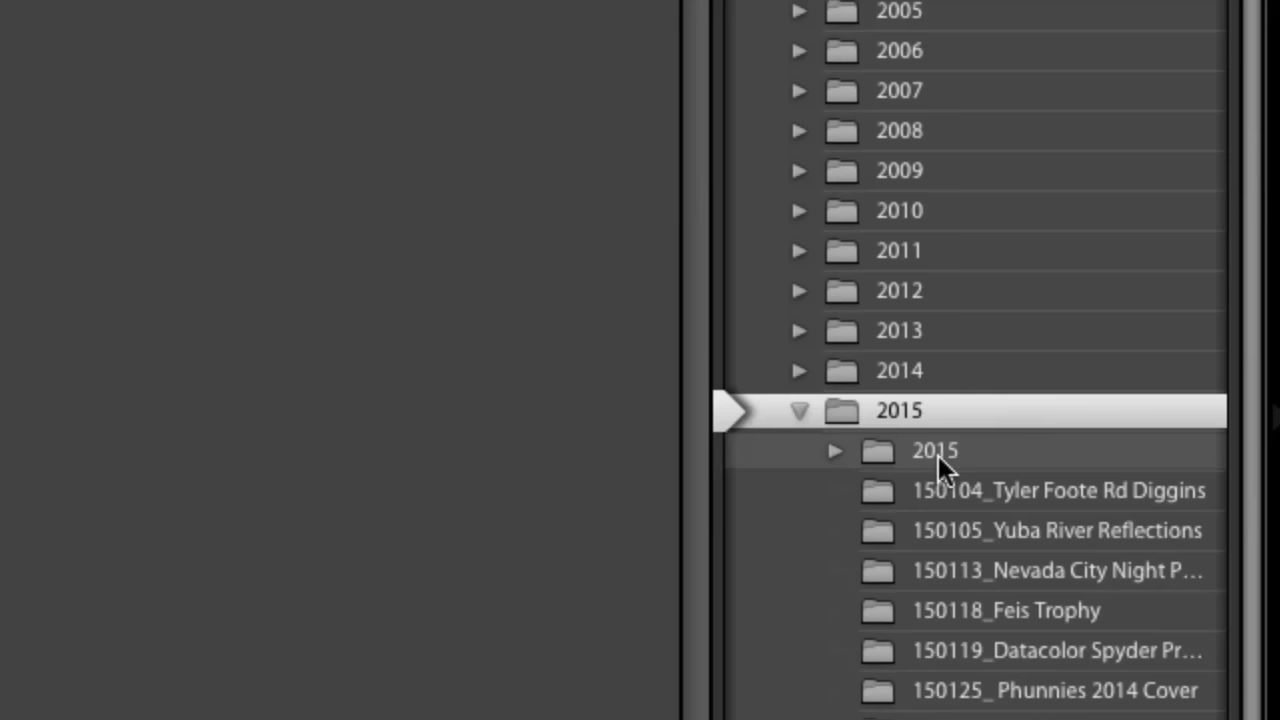 2005
2006
2007
2008
2009
2010
2011
2012
2013
2014
2015
2015
150104_Tyler Foote Rd Diggins
150105_Yuba River Reflections
150113_Nevada City Night P...
150118_Feis Trophy
150119_Datacolor Spyder Pr...
150125_ Phunnies 2014 Cover